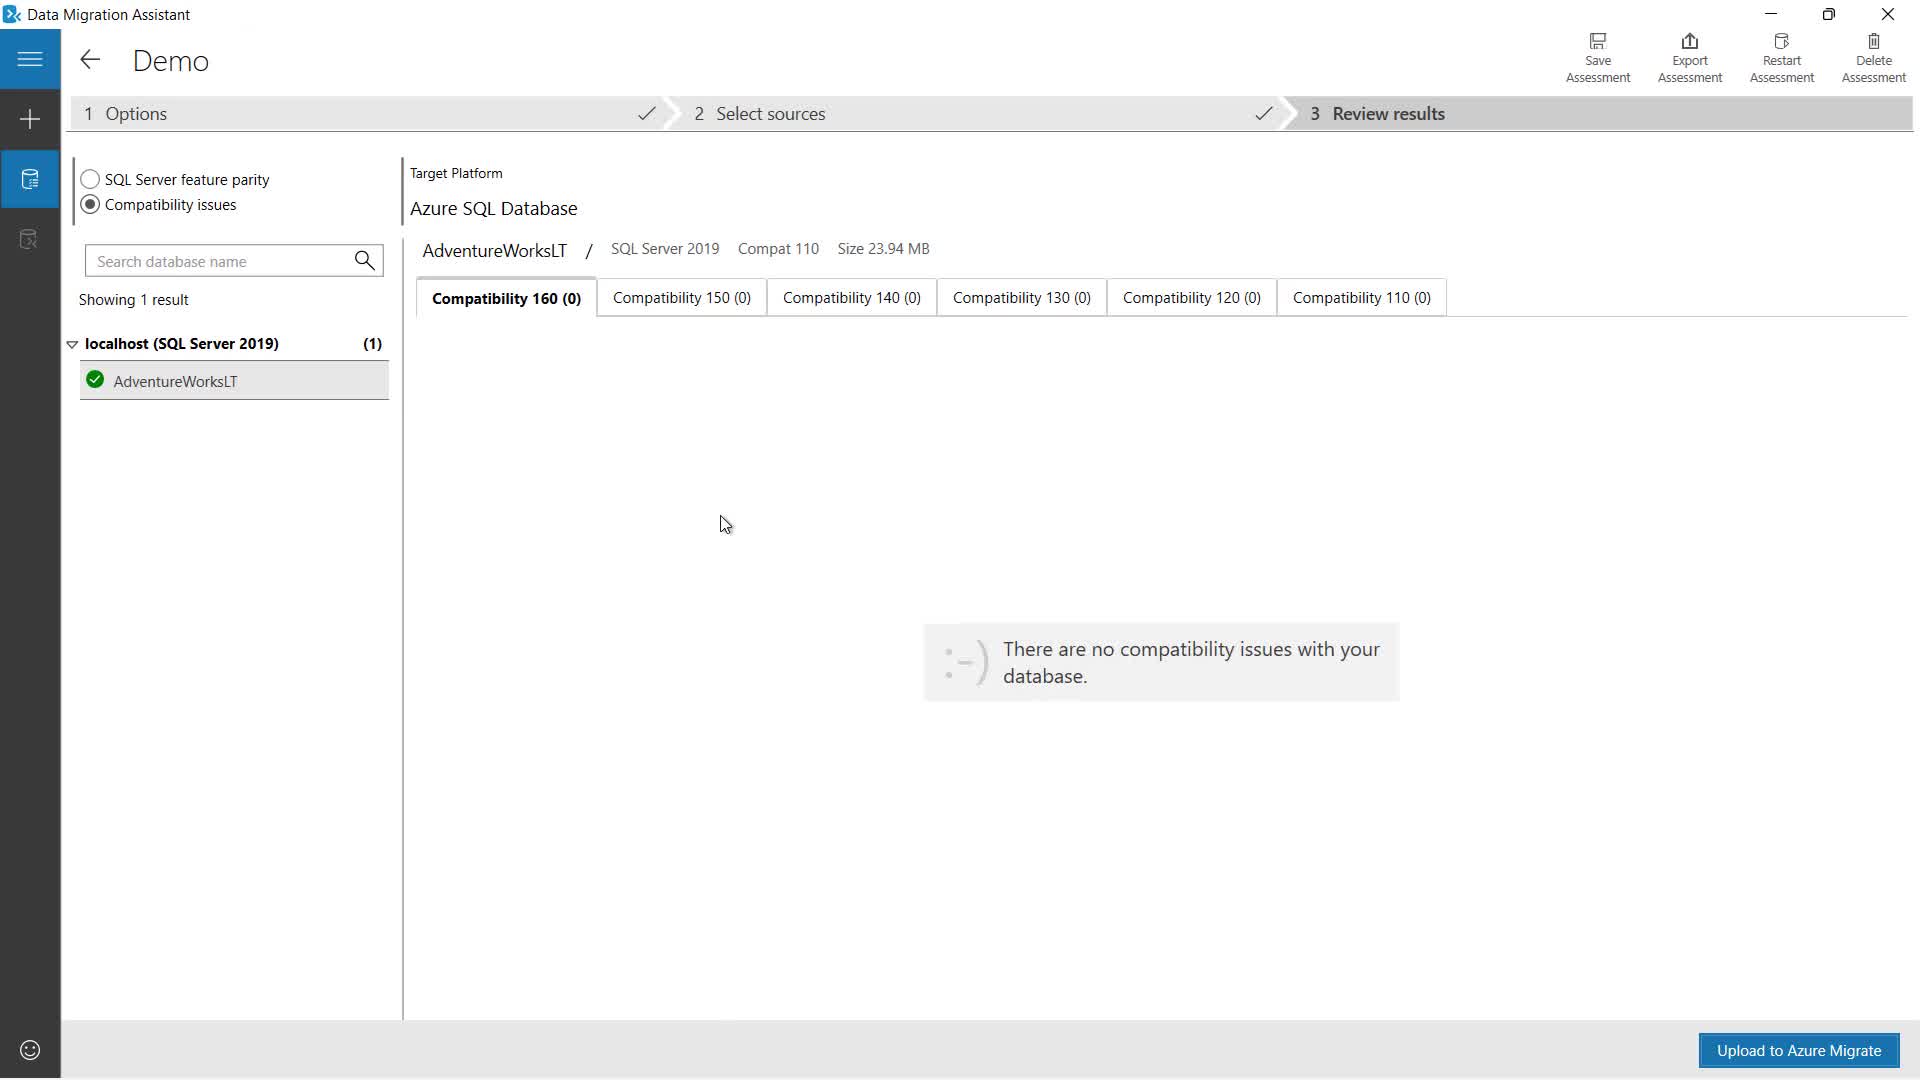 Data Migration Assistant
Demo
Save Assessment
Export Assessment
Restart Assessment
Delete Assessment
1 Options
2 Select sources
3 Review results
SQL Server feature parity
Compatibility issues
Target Platform
Azure SQL Database
Search database name
Showing 1 result
localhost (SQL Server 2019) (1)
AdventureWorksLT
AdventureWorksLT / SQL Server 2019 Compat 110 Size 23.94 MB
Compatibility 160 (0) Compatibility 150 (0) Compatibility 140 (0) Compatibility 130 (0) Compatibility 120 (0) Compatibility 110 (0)
:-)
There are no compatibility issues with your
database.
Upload to Azure Migrate